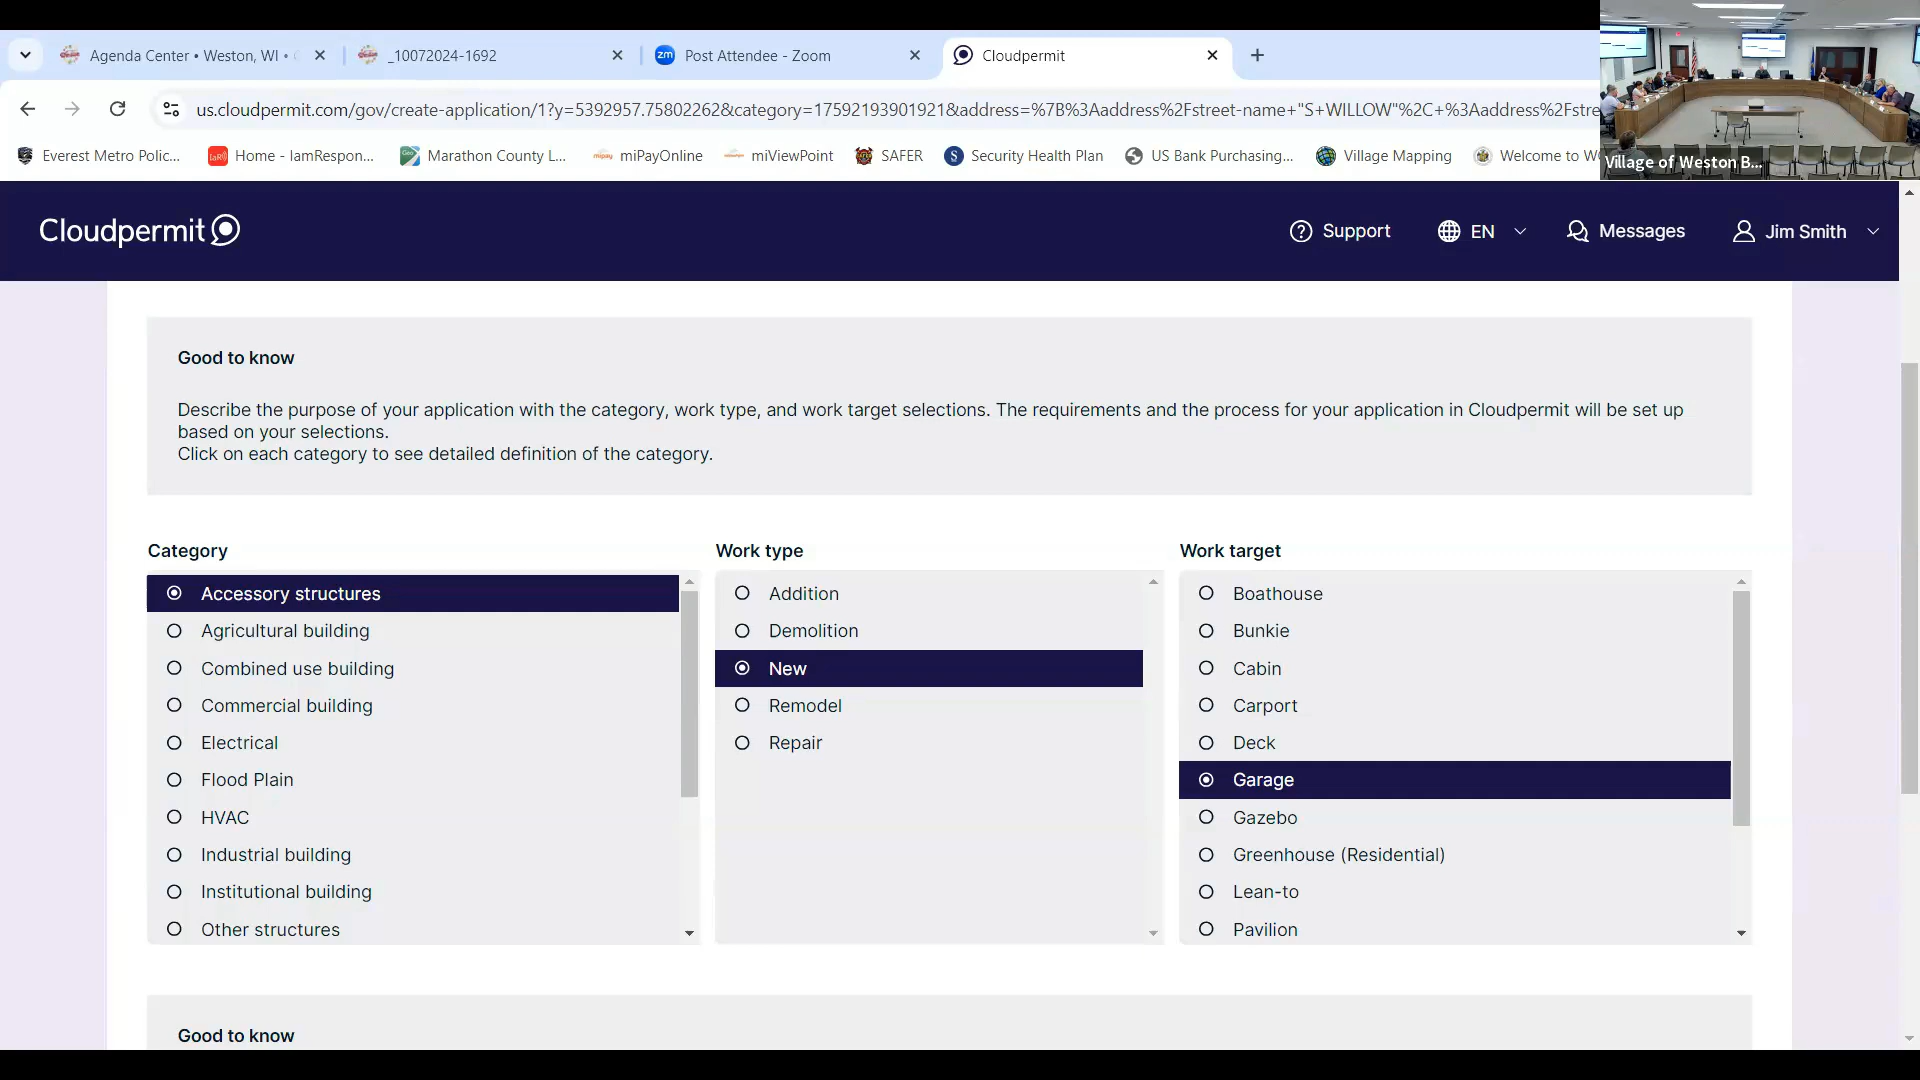 Agenda Center • Weston, WI •
_10072024-1692
Post Attendee - Zoom
Cloudpermit
us.cloudpermit.com/gov/create-application/1?y=5392957.75802262&category=17592193901921&address=%7B%3Aaddress%2Fstreet-name+"S+WILLOW"%2C+%3Aaddress%2Fstre
Everest Metro Polic...
Home - IamRespon...
Marathon County L...
miPayOnline
miViewPoint
SAFER
Security Health Plan
US Bank Purchasing...
Village Mapping
Welcome to W
Village of Weston B...
Cloudpermit
Support
EN
Messages
Jim Smith
Good to know
Describe the purpose of your application with the category, work type, and work target selections. The requirements and the process for your application in Cloudpermit will be set up
based on your selections.
Click on each category to see detailed definition of the category.
Category
Accessory structures
Agricultural building
Combined use building
Commercial building
Electrical
Flood Plain
HVAC
Industrial building
Institutional building
Other structures
Work type
Addition
Demolition
New
Remodel
Repair
Work target
Boathouse
Bunkie
Cabin
Carport
Deck
Garage
Gazebo
Greenhouse (Residential)
Lean-to
Pavilion
Good to know